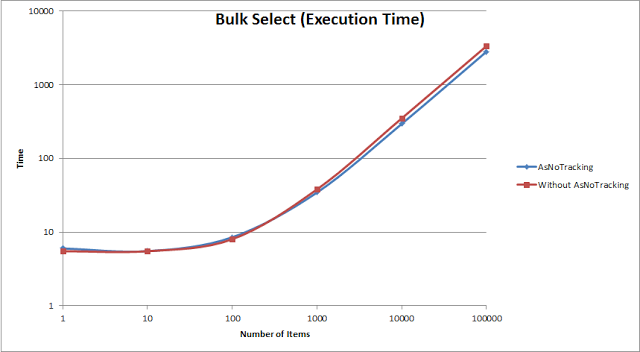 Bulk Select (Execution Time)
10000
1000
100
10
1
Time
1 10 100 1000 10000 100000
Number of Items
AsNoTracking
Without AsNoTracking